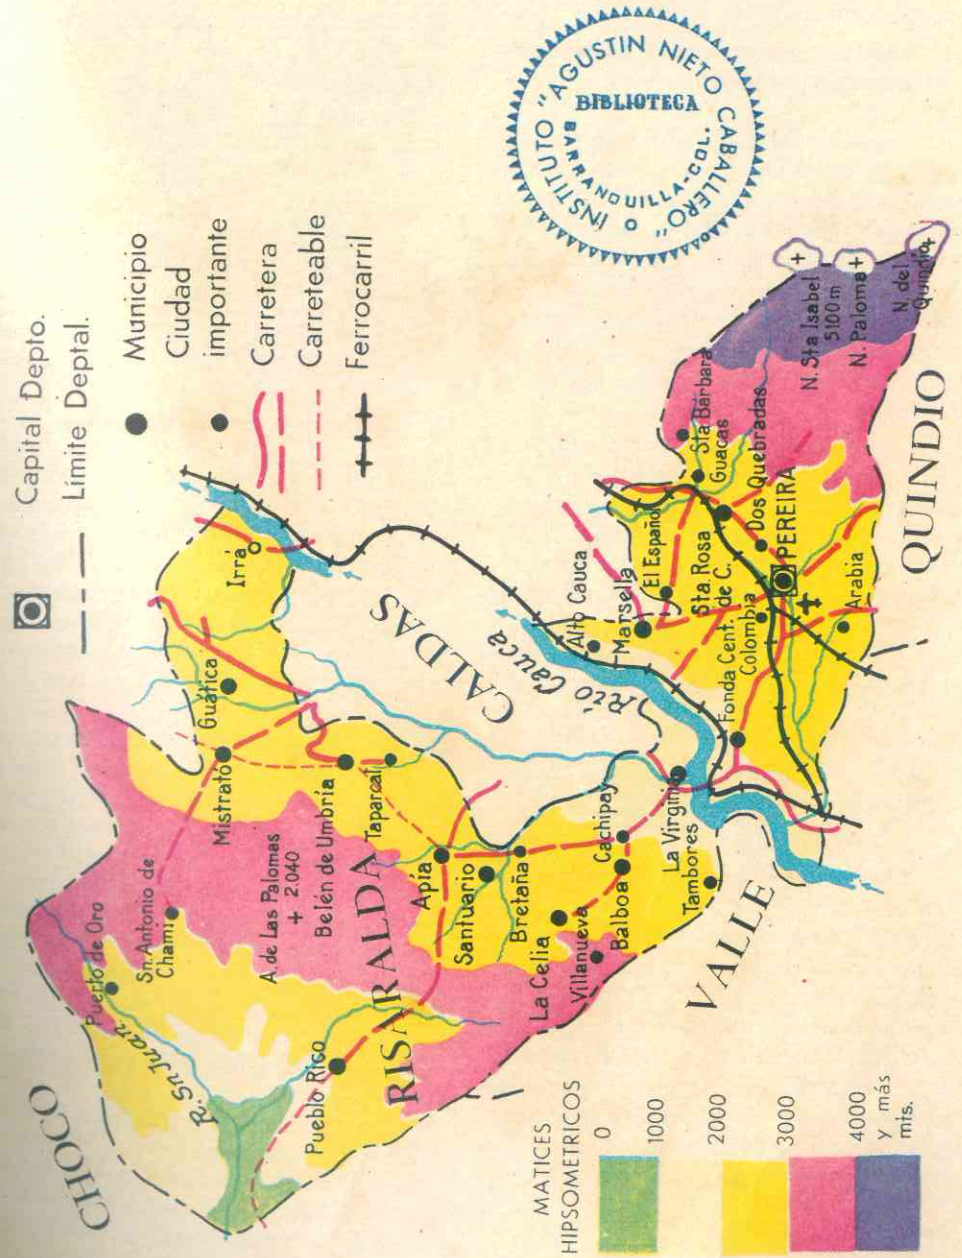 Capital Depto.
Límite Deptal.
Municipio
Ciudad
importante
Carretera
Carreteable
Ferrocarril
INSTITUTO "AGUSTIN NIETO CABALLERO"
BIBLIOTECA
BARRANQUILLA-COL.
CHOCO
Puerto de Oro
R. Sn Juan
Sn. Antonio de
Chamí
Mistrató
Guática
Irrá
A. de Las Palomas
+ 2.040
Belén de Umbría
Taparcal
Pueblo Rico
RISARALDA
Apía
Santuario
Bretaña
La Celia
Villanueva
Balboa
Cachipay
La Virginia
Tambores
VALLE
CALDAS
Río Cauca
Alto Cauca
Marsella
El Español
Sta. Rosa
de C.
Fonda Cent.
Colombia
Sta Bárbara
Guacas
Dos Quebradas
PEREIRA
Arabia
N. Sta Isabel
5100 m
N. Paloma
N. del
Quindío
QUINDIO
MATICES
HIPSOMETRICOS
0
1000
2000
3000
4000
y más
mts.